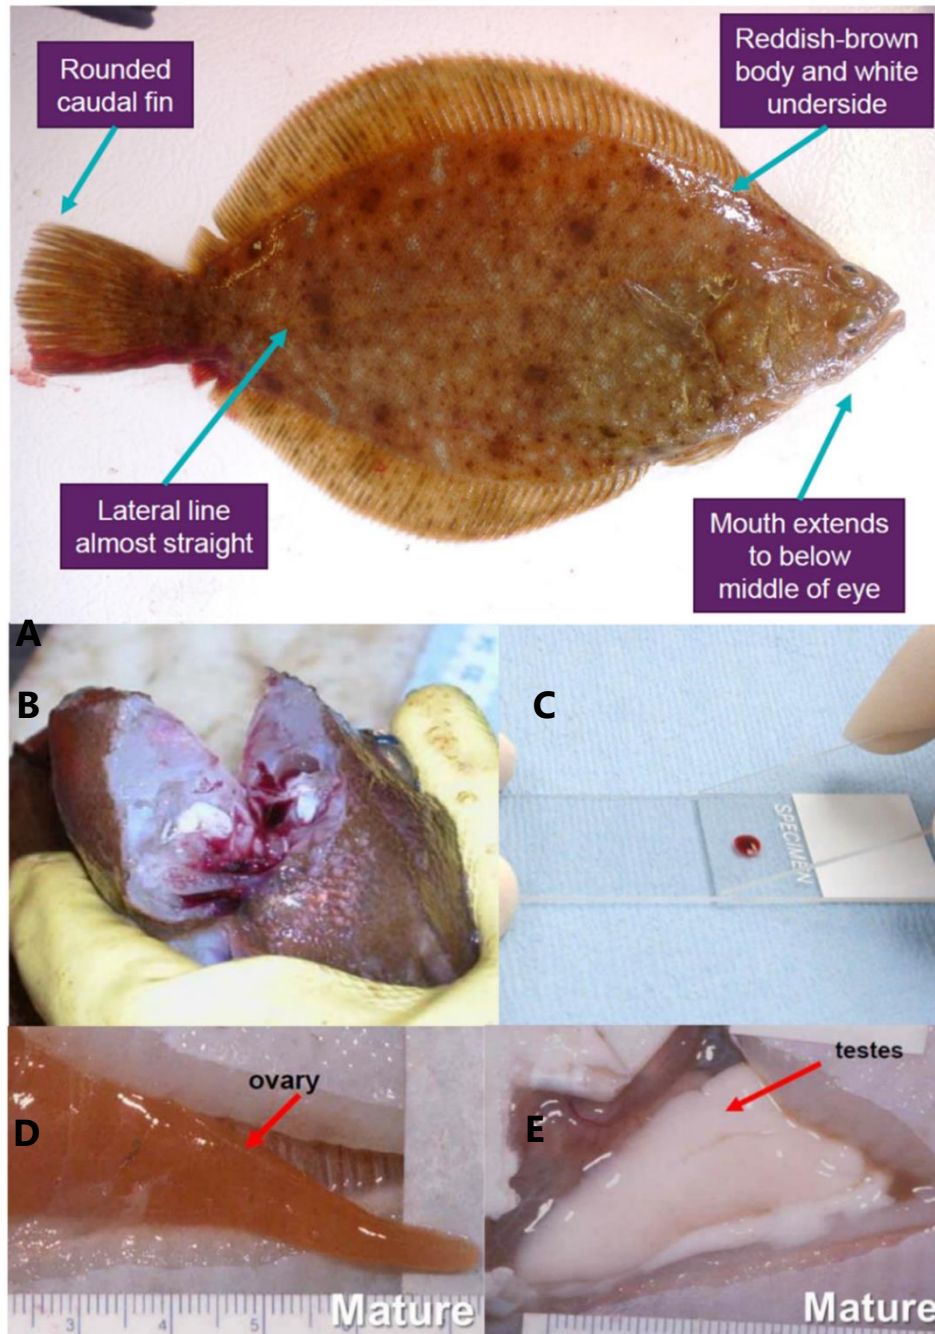 Rounded
caudal fin
Reddish-brown
body and white
underside
Lateral line
almost straight
Mouth extends
to below
middle of eye
A
B
C
SPECIMEN
D
ovary
3
4
5
Mature
E
testes
Mature